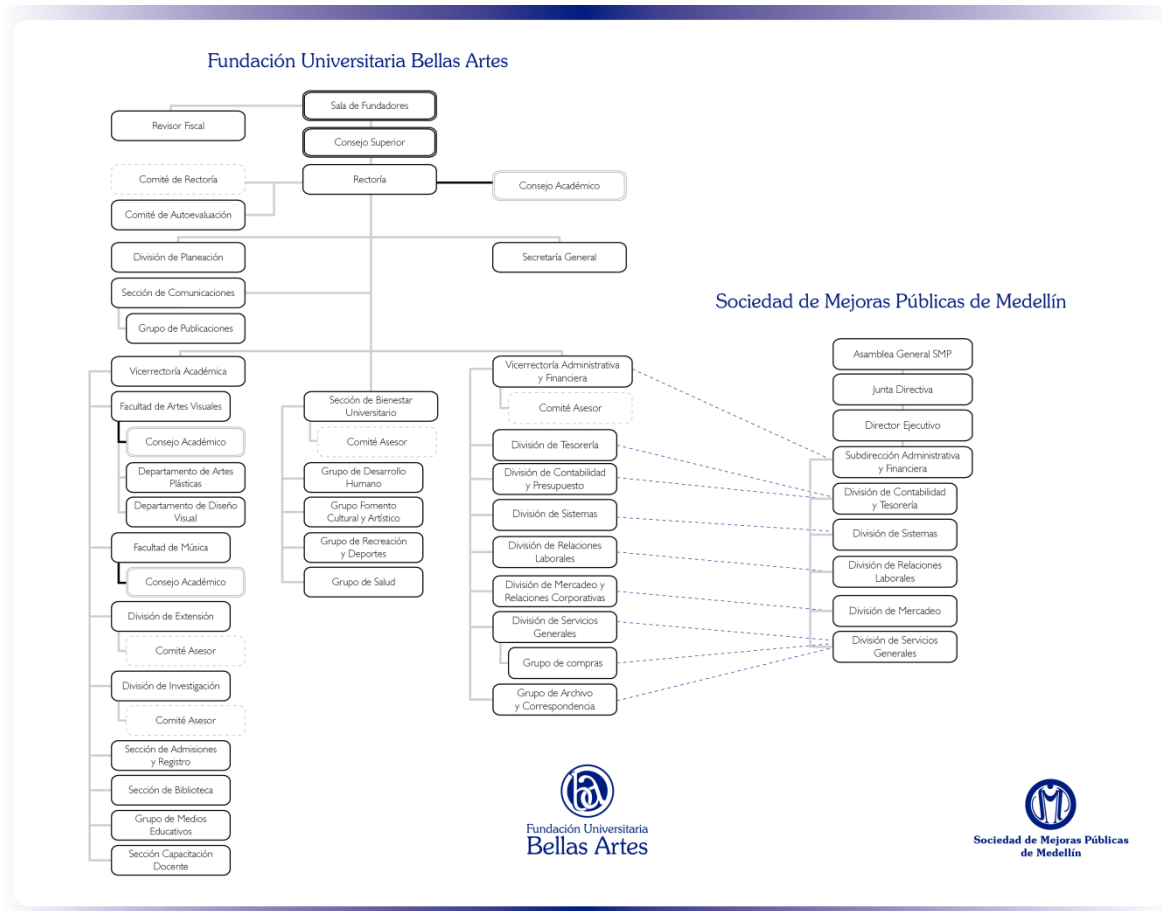 Fundación Universitaria Bellas Artes
Sala de Fundadores
Revisor Fiscal
Consejo Superior
Comité de Rectoría
Rectoría
Consejo Académico
Comité de Autoevaluación
División de Planeación
Secretaría General
Sección de Comunicaciones
Grupo de Publicaciones
Vicerrectoría Académica
Facultad de Artes Visuales
Consejo Académico
Departamento de Artes
Plásticas
Departamento de Diseño
Visual
Facultad de Música
Consejo Académico
División de Extensión
Comité Asesor
División de Investigación
Comité Asesor
Sección de Admisiones
y Registro
Sección de Biblioteca
Grupo de Medios
Educativos
Sección Capacitación
Docente
Sección de Bienestar
Universitario
Comité Asesor
Grupo de Desarrollo
Humano
Grupo Fomento
Cultural y Artístico
Grupo de Recreación
y Deportes
Grupo de Salud
Vicerrectoría Administrativa
y Financiera
Comité Asesor
División de Tesorería
División de Contabilidad
y Presupuesto
División de Sistemas
División de Relaciones
Laborales
División de Mercadeo y
Relaciones Corporativas
División de Servicios
Generales
Grupo de compras
Grupo de Archivo
y Correspondencia
Sociedad de Mejoras Públicas de Medellín
Asamblea General SMP
Junta Directiva
Director Ejecutivo
Subdirección Administrativa
y Financiera
División de Contabilidad
y Tesorería
División de Sistemas
División de Relaciones
Laborales
División de Mercadeo
División de Servicios
Generales
Fundación Universitaria
Bellas Artes
Sociedad de Mejoras Públicas
de Medellín